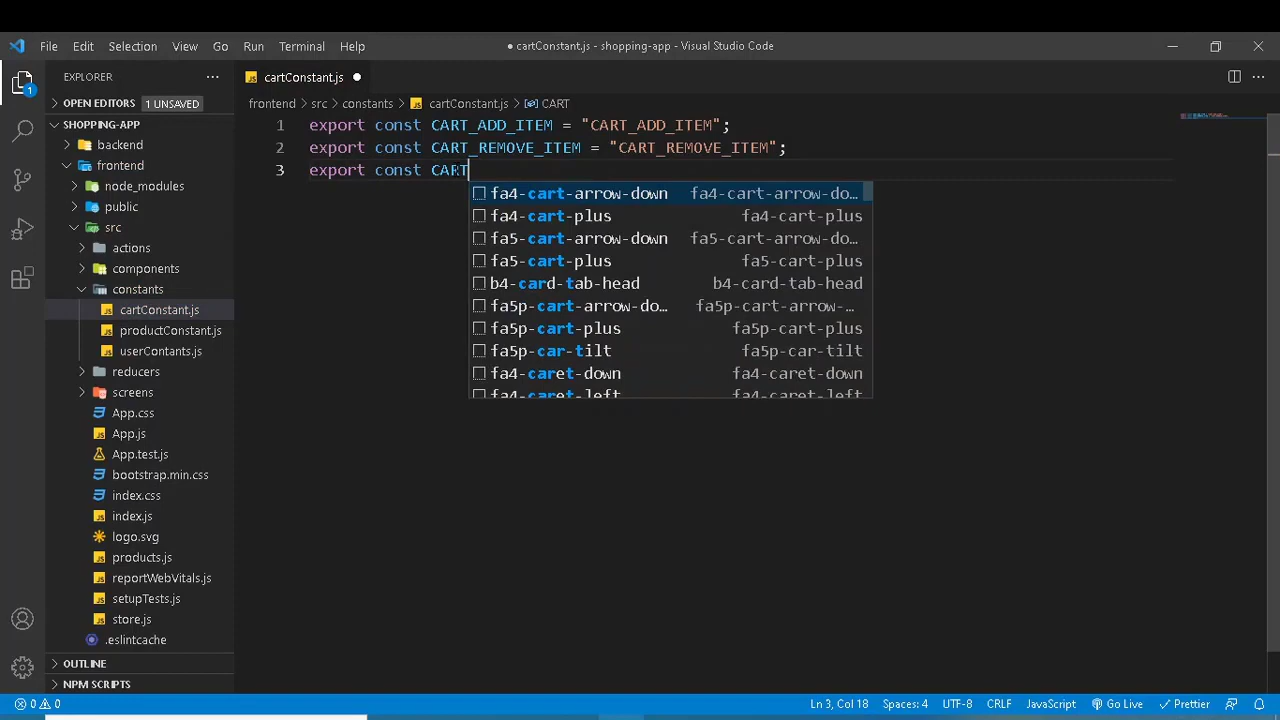 File Edit Selection View Go Run Terminal Help
● cartConstant.js - shopping-app - Visual Studio Code
EXPLORER
cartConstant.js
OPEN EDITORS 1 UNSAVED
SHOPPING-APP
backend
frontend
node_modules
public
src
actions
components
constants
cartConstant.js
productConstant.js
userContants.js
reducers
screens
App.css
App.js
App.test.js
bootstrap.min.css
index.css
index.js
logo.svg
products.js
reportWebVitals.js
setupTests.js
store.js
.eslintcache
OUTLINE
NPM SCRIPTS
frontend > src > constants > cartConstant.js > CART
1 export const CART_ADD_ITEM = "CART_ADD_ITEM";
2 export const CART_REMOVE_ITEM = "CART_REMOVE_ITEM";
3 export const CART
fa4-cart-arrow-down fa4-cart-arrow-do…
fa4-cart-plus fa4-cart-plus
fa5-cart-arrow-down fa5-cart-arrow-do…
fa5-cart-plus fa5-cart-plus
b4-card-tab-head b4-card-tab-head
fa5p-cart-arrow-do… fa5p-cart-arrow-…
fa5p-cart-plus fa5p-cart-plus
fa5p-car-tilt fa5p-car-tilt
fa4-caret-down fa4-caret-down
fa4-caret-left fa4-caret-left
1
0 0
Ln 3, Col 18 Spaces: 4 UTF-8 CRLF JavaScript Go Live Prettier